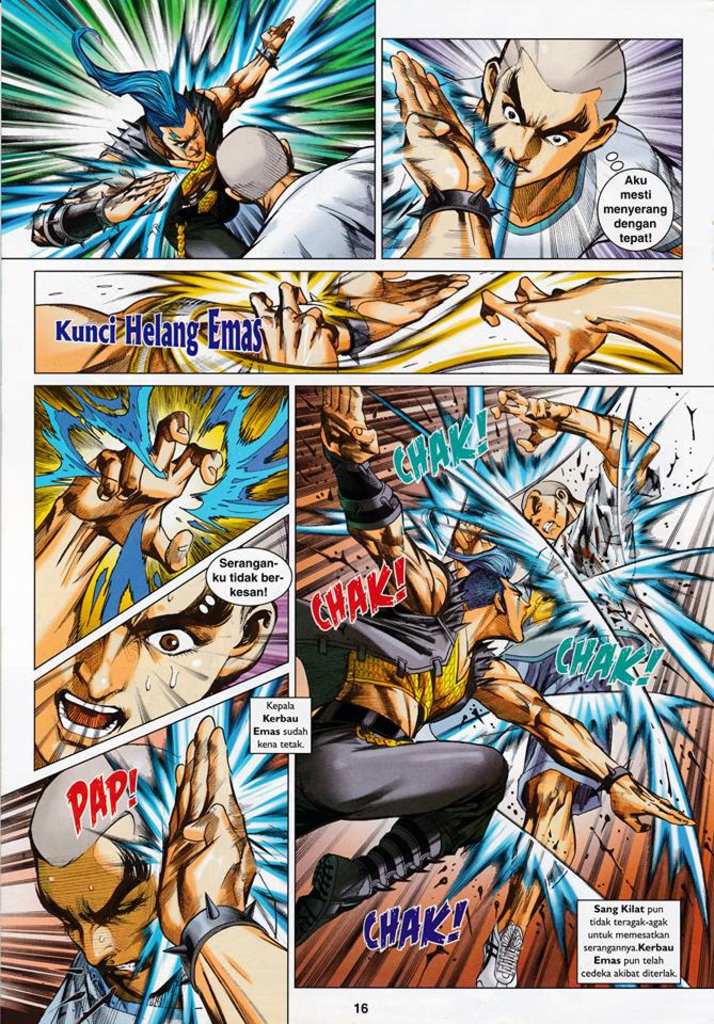 Aku
mesti
menyerang
dengan
tepat!
Kunci Helang Emas
Serangan-
ku tidak ber-
kesan!
Kepala
Kerbau
Emas sudah
kena tetak.
PAP!
CHAK!
CHAK!
CHAK!
CHAK!
Sang Kilat pun
tidak teragak-agak
untuk memesatkan
serangannya.Kerbau
Emas pun telah
cedeka akibat diterlak.
16